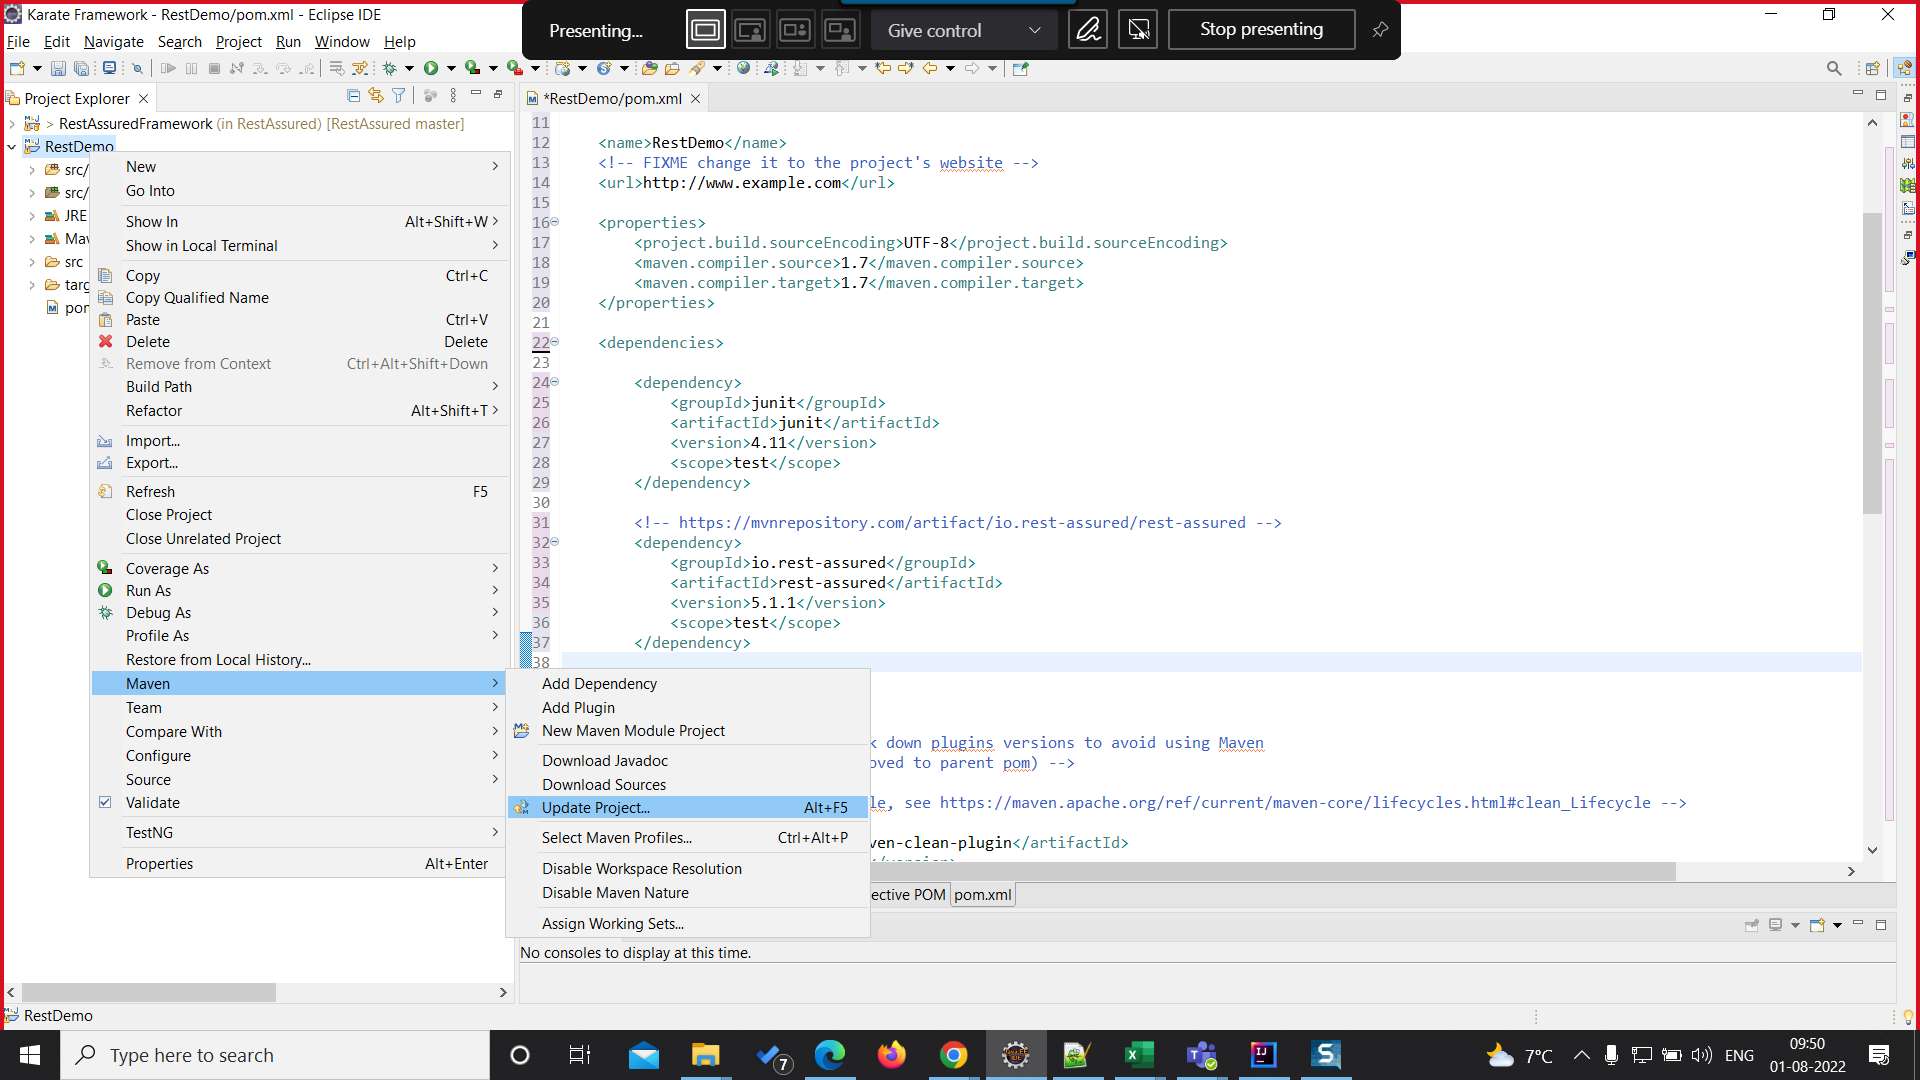 Karate Framework - RestDemo/pom.xml - Eclipse IDE
Presenting...
Give control
Stop presenting
File Edit Navigate Search Project Run Window Help
Project Explorer
*RestDemo/pom.xml
> RestAssuredFramework (in RestAssured) [RestAssured master]
RestDemo
src/
src/
JRE
Mav
src
targ
pom
New
Go Into
Show In Alt+Shift+W
Show in Local Terminal
Copy Ctrl+C
Copy Qualified Name
Paste Ctrl+V
Delete Delete
Remove from Context Ctrl+Alt+Shift+Down
Build Path
Refactor Alt+Shift+T
Import...
Export...
Refresh F5
Close Project
Close Unrelated Project
Coverage As
Run As
Debug As
Profile As
Restore from Local History...
Maven
Team
Compare With
Configure
Source
Validate
TestNG
Properties Alt+Enter
Add Dependency
Add Plugin
New Maven Module Project
Download Javadoc
Download Sources
Update Project... Alt+F5
Select Maven Profiles... Ctrl+Alt+P
Disable Workspace Resolution
Disable Maven Nature
Assign Working Sets...
11
12 <name>RestDemo</name>
13 <!-- FIXME change it to the project's website -->
14 <url>http://www.example.com</url>
15
16 <properties>
17 <project.build.sourceEncoding>UTF-8</project.build.sourceEncoding>
18 <maven.compiler.source>1.7</maven.compiler.source>
19 <maven.compiler.target>1.7</maven.compiler.target>
20 </properties>
21
22 <dependencies>
23
24 <dependency>
25 <groupId>junit</groupId>
26 <artifactId>junit</artifactId>
27 <version>4.11</version>
28 <scope>test</scope>
29 </dependency>
30
31 <!-- https://mvnrepository.com/artifact/io.rest-assured/rest-assured -->
32 <dependency>
33 <groupId>io.rest-assured</groupId>
34 <artifactId>rest-assured</artifactId>
35 <version>5.1.1</version>
36 <scope>test</scope>
37 </dependency>
38
k down plugins versions to avoid using Maven
oved to parent pom) -->
le, see https://maven.apache.org/ref/current/maven-core/lifecycles.html#clean_Lifecycle -->
ven-clean-plugin</artifactId>
ective POM pom.xml
No consoles to display at this time.
RestDemo
Type here to search
7
7°C
ENG
09:50
01-08-2022